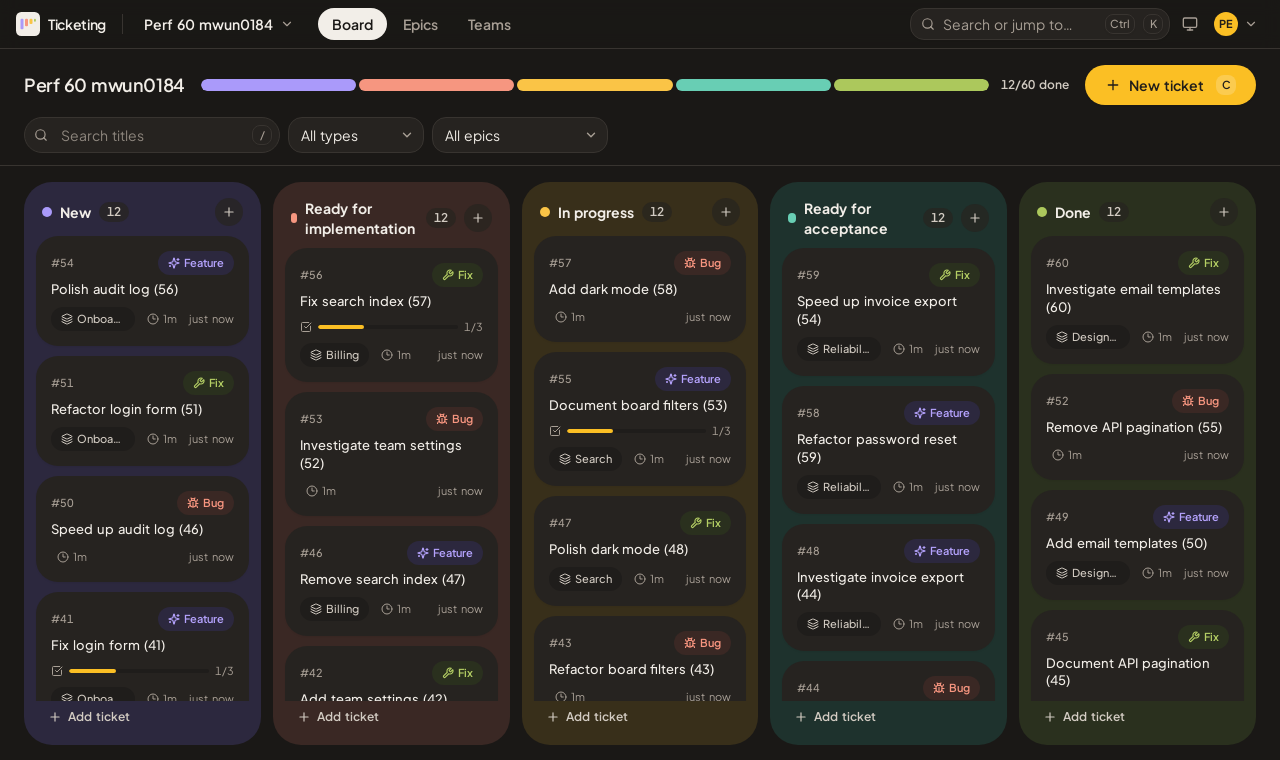 Ticketing
Perf 60 mwun0184
Board
Epics
Teams
Search or jump to...
Ctrl
K
PE
Perf 60 mwun0184
12/60 done
New ticket
C
Search titles
/
All types
All epics
New
12
#54
Feature
Polish audit log (56)
Onboa...
1m
just now
#51
Fix
Refactor login form (51)
Onboa...
1m
just now
#50
Bug
Speed up audit log (46)
1m
just now
#41
Feature
Fix login form (41)
1/3
Onboa...
1m
just now
Add ticket
Ready for
implementation
12
#56
Fix
Fix search index (57)
1/3
Billing
1m
just now
#53
Bug
Investigate team settings
(52)
1m
just now
#46
Feature
Remove search index (47)
Billing
1m
just now
#42
Fix
Add team settings (42)
Add ticket
In progress
12
#57
Bug
Add dark mode (58)
1m
just now
#55
Feature
Document board filters (53)
1/3
Search
1m
just now
#47
Fix
Polish dark mode (48)
Search
1m
just now
#43
Bug
Refactor board filters (43)
1m
just now
Add ticket
Ready for
acceptance
12
#59
Fix
Speed up invoice export
(54)
Reliabil...
1m
just now
#58
Feature
Refactor password reset
(59)
Reliabil...
1m
just now
#48
Feature
Investigate invoice export
(44)
Reliabil...
1m
just now
#44
Bug
Add ticket
Done
12
#60
Fix
Investigate email templates
(60)
Design...
1m
just now
#52
Bug
Remove API pagination (55)
1m
just now
#49
Feature
Add email templates (50)
Design...
1m
just now
#45
Fix
Document API pagination
(45)
Add ticket